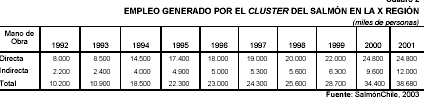 Cuadro 2
EMPLEO GENERADO POR EL CLUSTER DEL SALMÓN EN LA X REGIÓN
(miles de personas)
Mano de Obra 1992 1993 1994 1995 1996 1997 1998 1999 2000 2001
Directa 8.000 8.500 14.500 17.400 18.000 19.000 20.000 22.000 24.800 24.800
Indirecta 2.200 2.400 4.000 4.900 5.000 5.300 5.600 6.300 9.600 12.000
Total 10.200 10.900 18.500 22.300 23.000 24.300 25.600 28.700 34.400 38.680
Fuente: SalmónChile, 2003